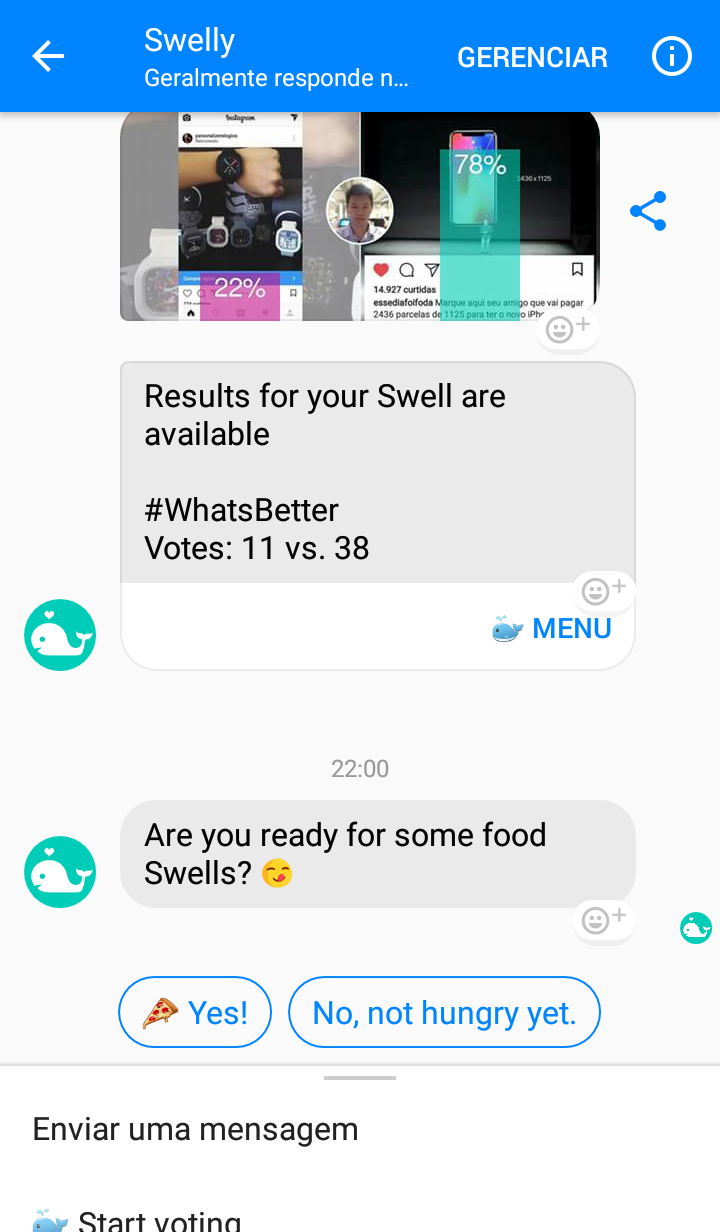 Swelly
Geralmente responde n...
GERENCIAR
Instagram
78%
2436 x 1125
22%
14.927 curtidas
essediafoifoda Marque aqui seu amigo que vai pagar
2436 parcelas de 1125 para ter o novo iPho
Results for your Swell are
available
#WhatsBetter
Votes: 11 vs. 38
MENU
22:00
Are you ready for some food
Swells?
Yes!
No, not hungry yet.
Enviar uma mensagem
Start voting